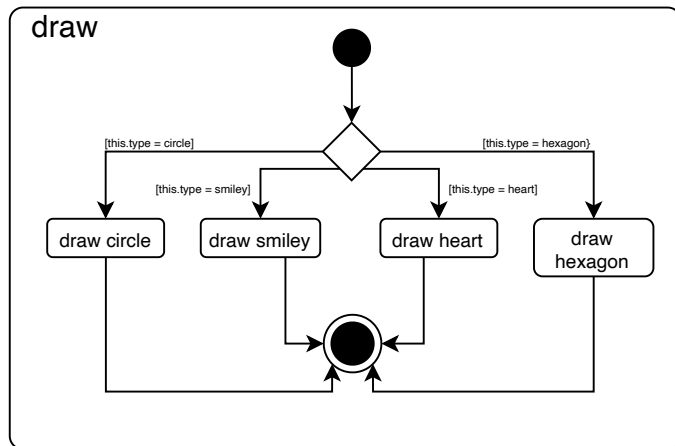 draw
[this.type = circle]
[this.type = hexagon}
[this.type = smiley]
[this.type = heart]
draw circle
draw smiley
draw heart
draw
hexagon